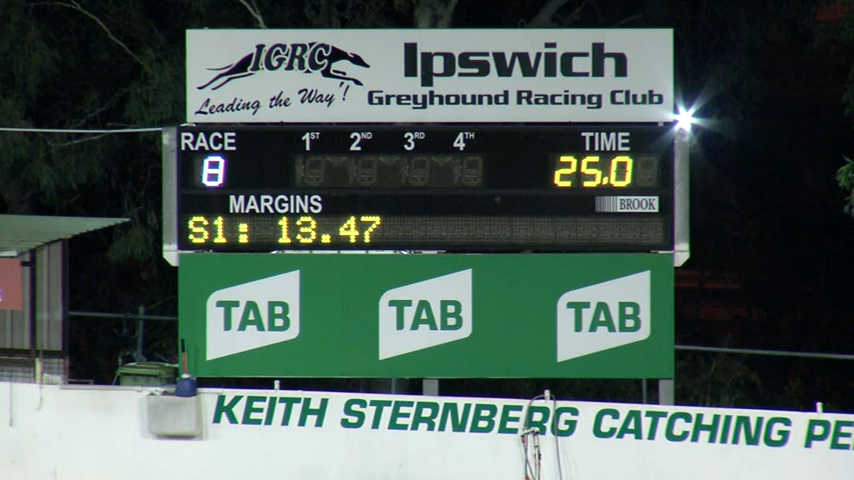 IGRC
Leading the Way'!
Ipswich
Greyhound Racing Club
RACE 1ST 2ND 3RD 4TH TIME
8 25.0
MARGINS BROOK
S1: 13.47
TAB TAB TAB
KEITH STERNBERG CATCHING PE